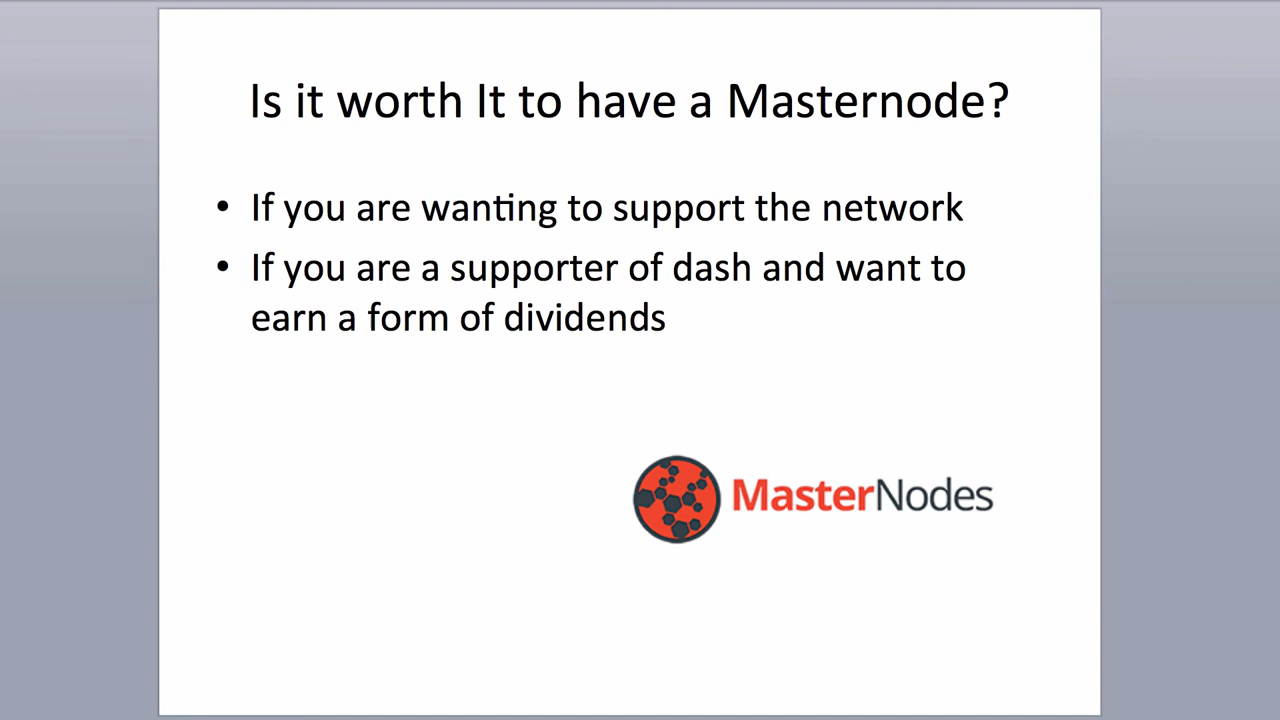 Is it worth It to have a Masternode?
• If you are wanting to support the network
• If you are a supporter of dash and want to
earn a form of dividends
MasterNodes